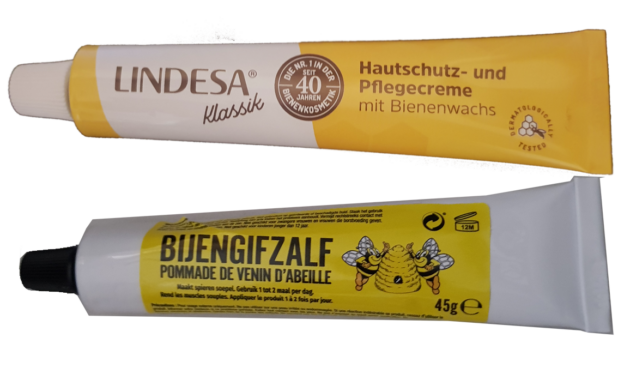 LINDESA®
Klassik
DIE NR. 1 IN DER
SEIT
40
JAHREN
BIENENKOSMETIK
Hautschutz- und
Pflegecreme
mit Bienenwachs
DERMATOLOGICALLY
TESTED
BIJENGIFZALF
POMMADE DE VENIN D'ABEILLE
Maakt spieren soepel. Gebruik 1 tot 2 maal per dag.
Rend les muscles souples. Appliquer le produit 1 à 2 fois par jour.
12M
45g e